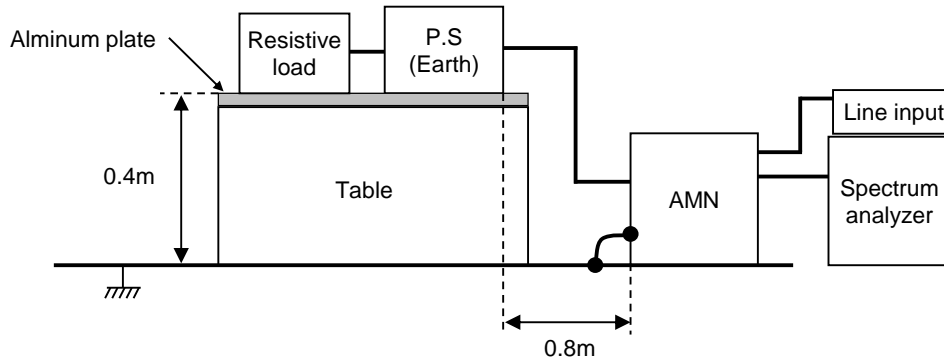 Alminum plate
Resistive
load
P.S
(Earth)
Line input
0.4m
Table
AMN
Spectrum
analyzer
0.8m